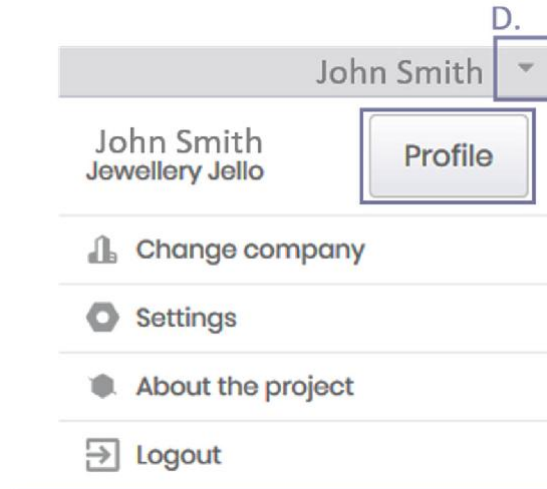 D.
John Smith
John Smith
Profile
Jewellery Jello
Change company
Settings
About the project
Logout